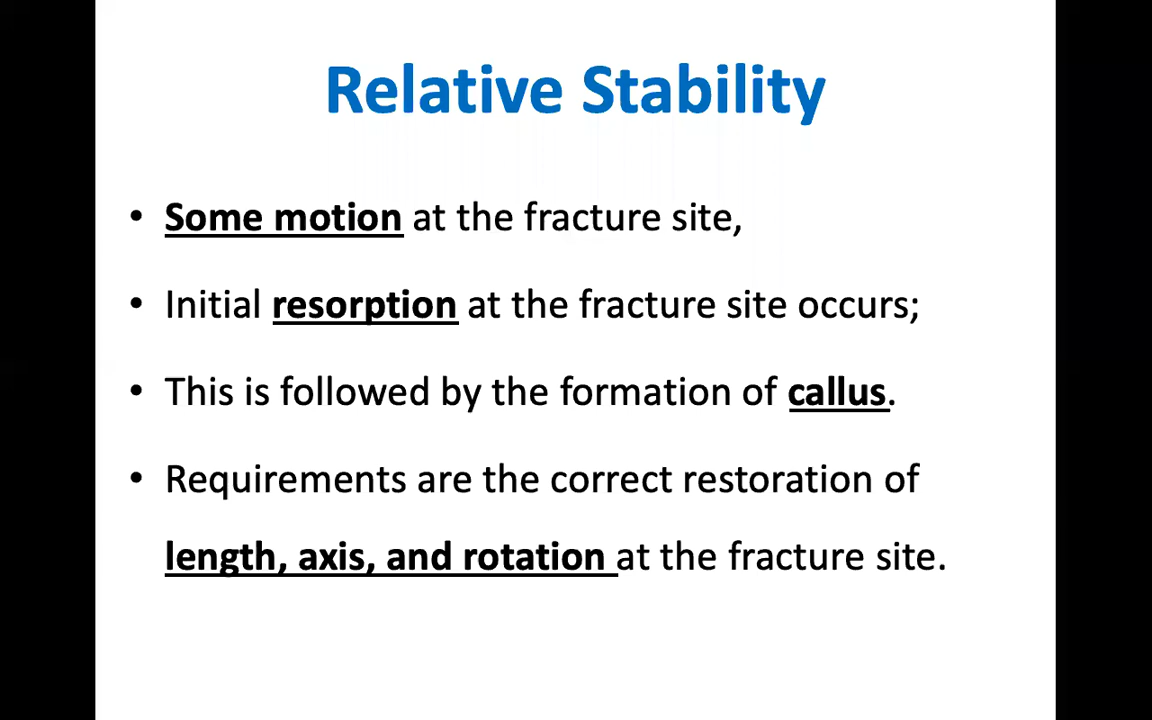 Relative Stability
• Some motion at the fracture site,
• Initial resorption at the fracture site occurs;
• This is followed by the formation of callus.
• Requirements are the correct restoration of
length, axis, and rotation at the fracture site.